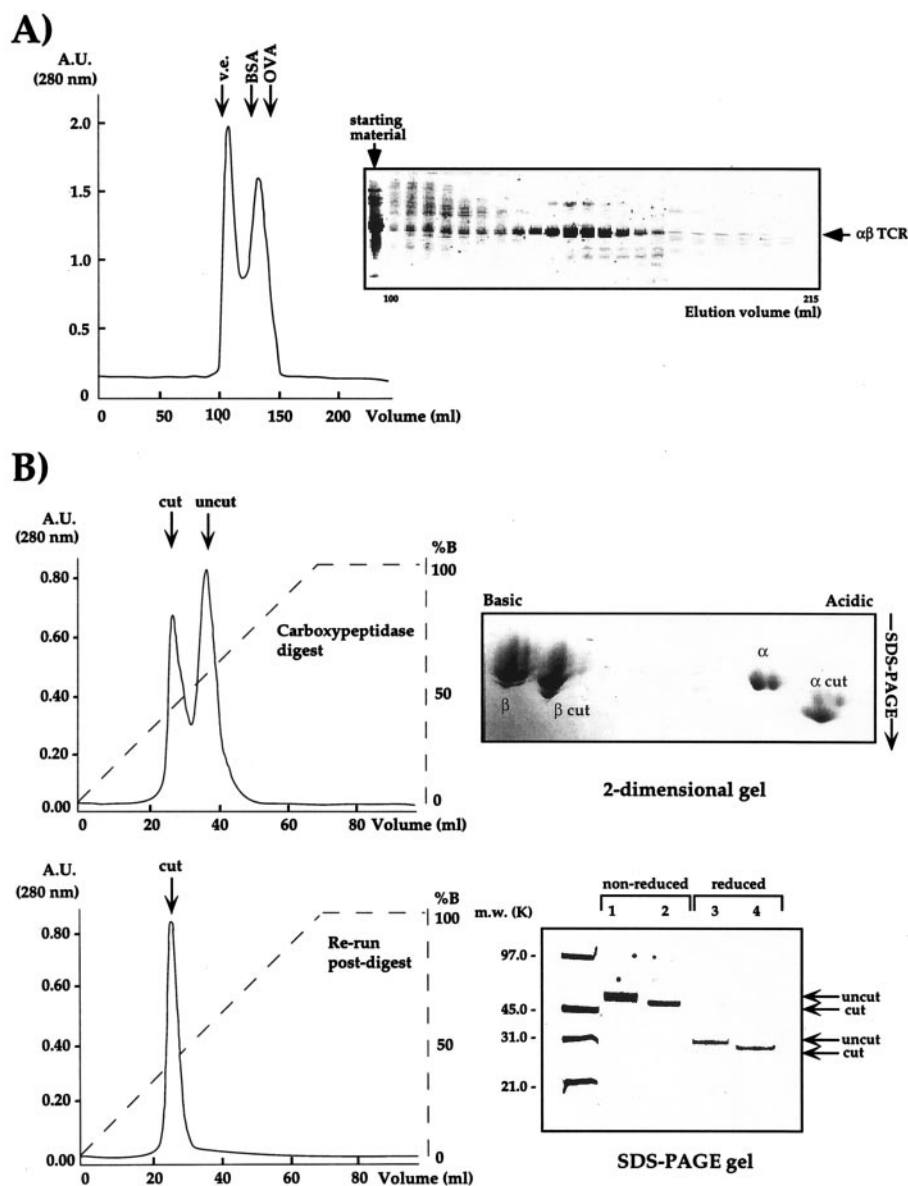 A)
A.U.
(280 nm)
v.e.
BSA
OVA
2.0
1.5
1.0
0.5
0
0 50 100 150 200 Volume (ml)
starting
material
αβ TCR
100 215
Elution volume (ml)
B)
cut uncut
A.U.
(280 nm)
%B
0.80
0.60
0.40
0.20
0.00
100
50
0
Carboxypeptidase
digest
0 20 40 60 80 Volume (ml)
Basic Acidic
β
β cut
α
α cut
SDS-PAGE
2-dimensional gel
cut
A.U.
(280 nm)
%B
0.80
0.60
0.40
0.20
0.00
100
50
0
Re-run
post-digest
0 20 40 60 80 Volume (ml)
non-reduced reduced
m.w. (K) 1 2 3 4
97.0 -
45.0 -
31.0 -
21.0 -
uncut
cut
uncut
cut
SDS-PAGE gel